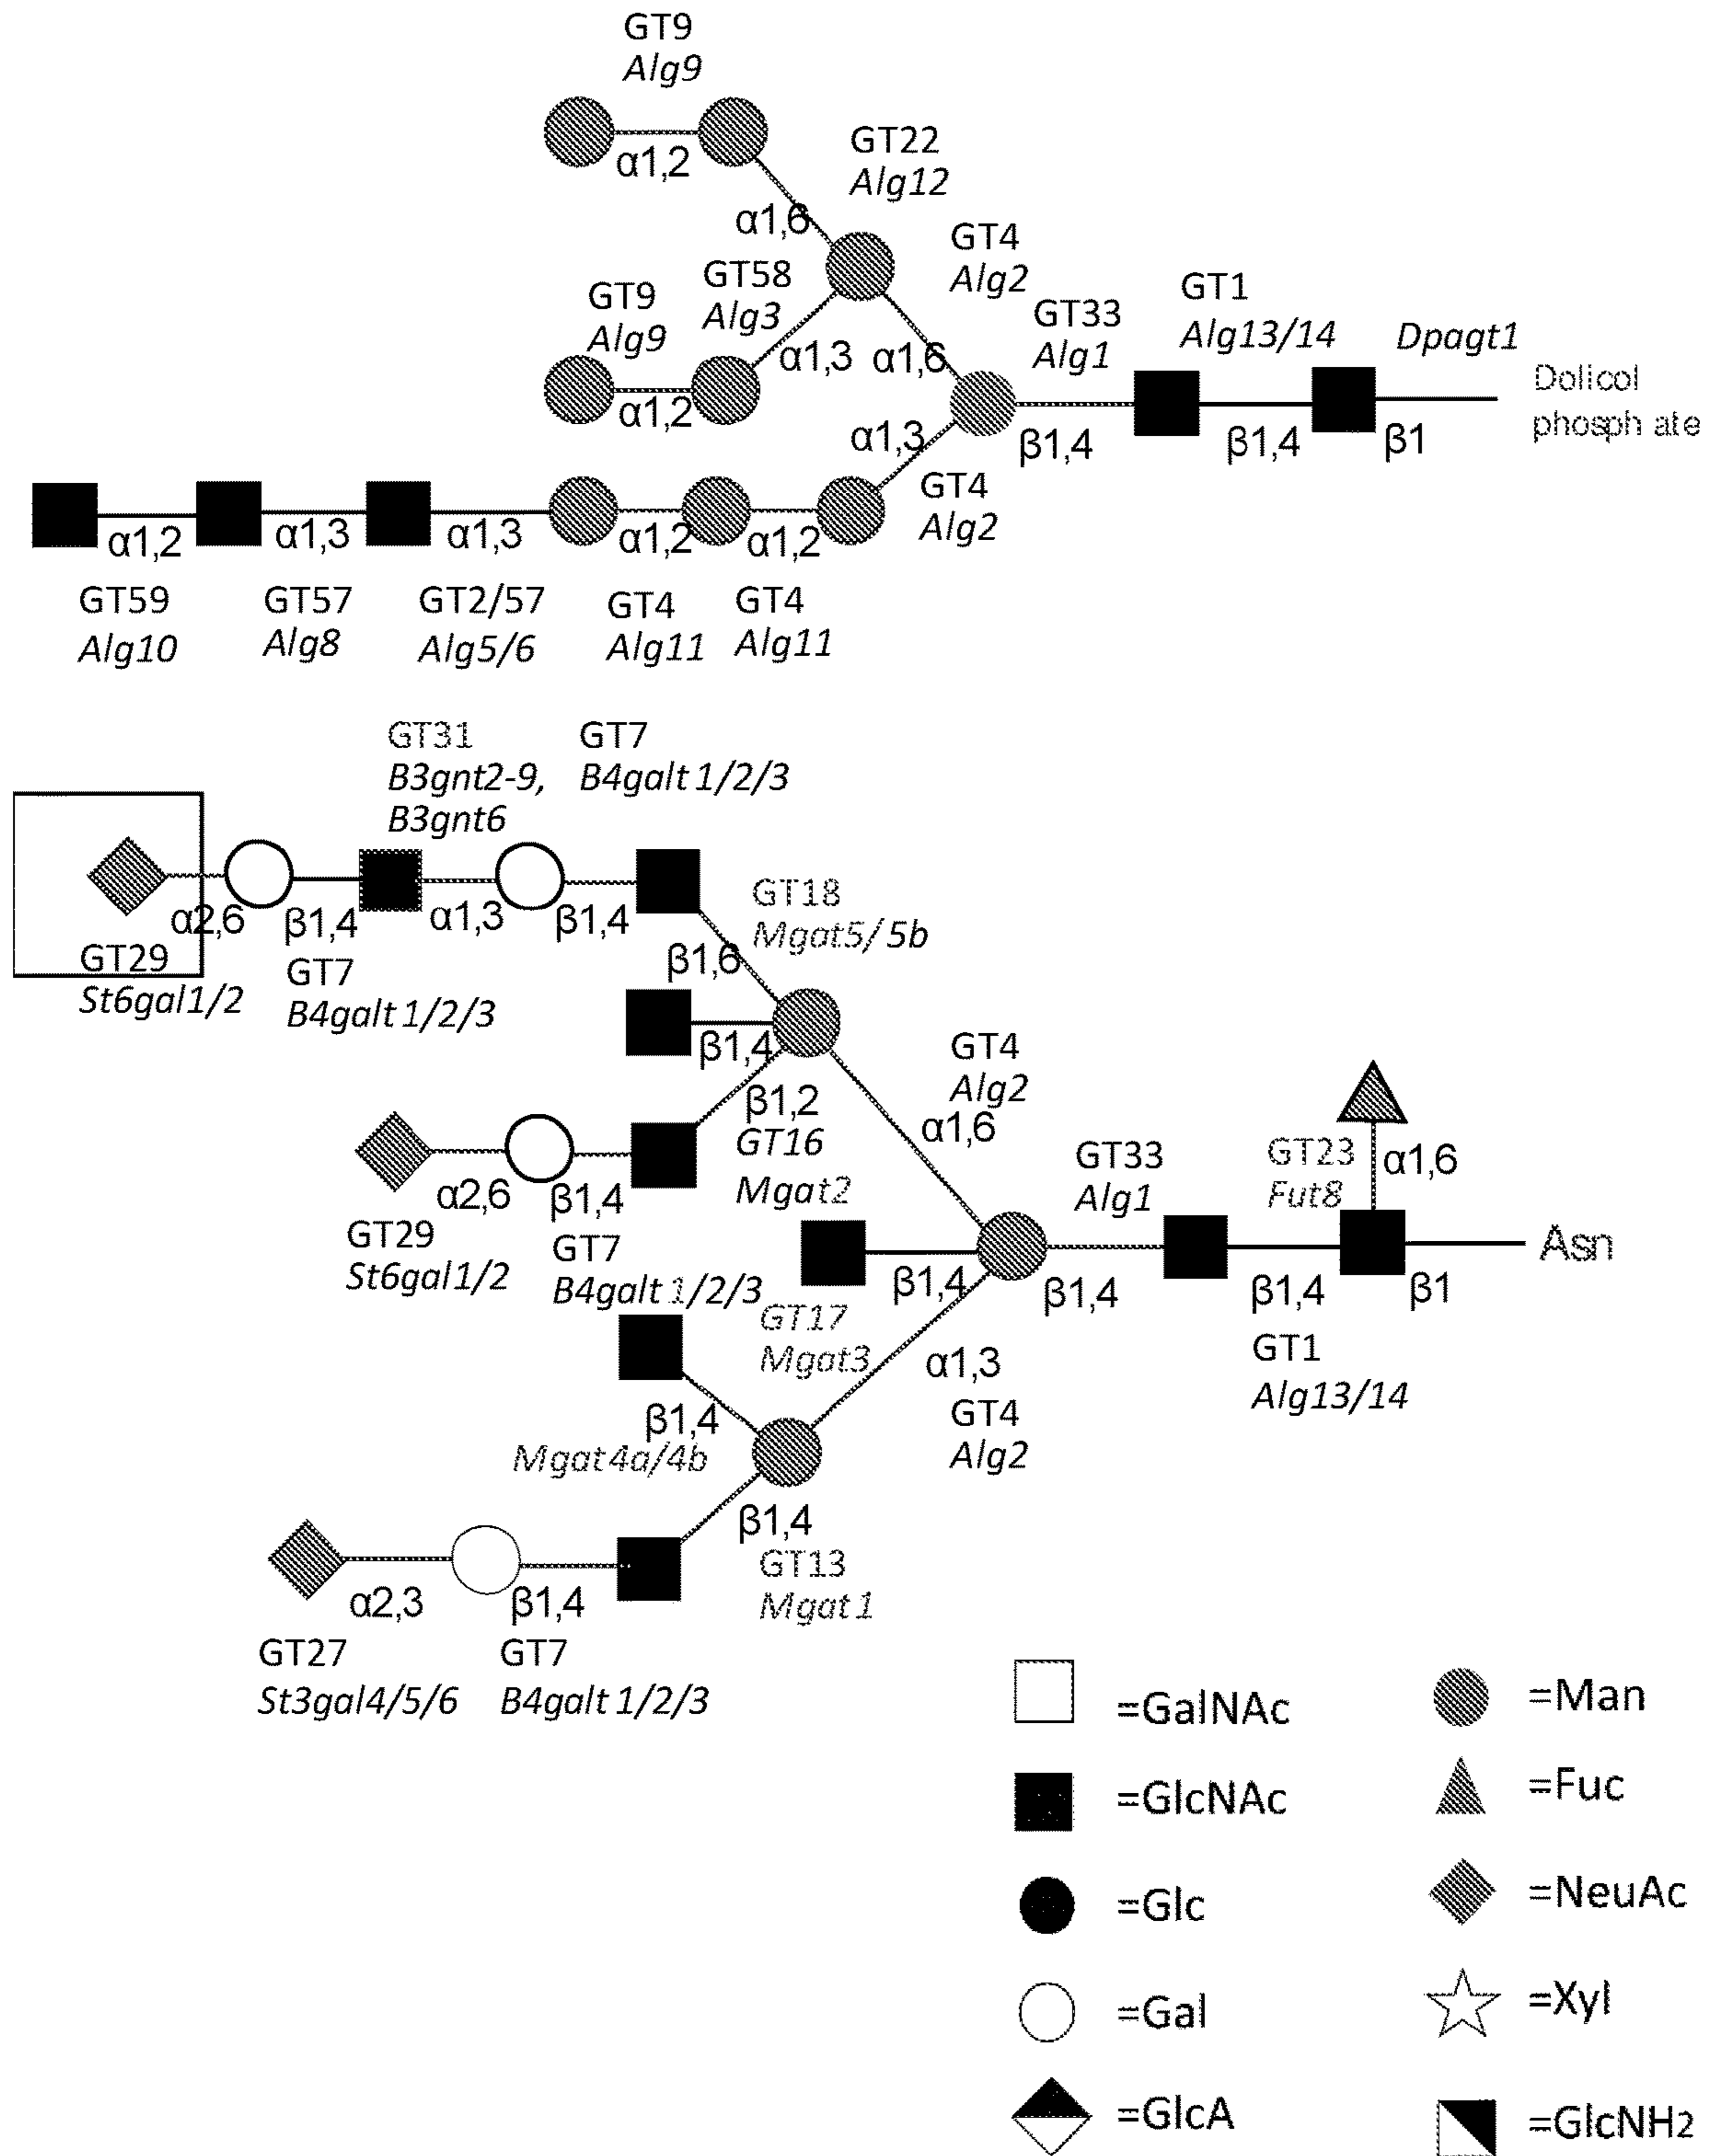 GT9
Alg9
α1,2
GT22
Alg12
α1,6
GT4
Alg2
GT58
Alg3
GT9
Alg9
α1,3
α1,6
α1,2
GT33
Alg1
GT1
Alg13/14
Dpagt1
Dolicol
phosph ate
β1,4
β1,4
β1
α1,3
GT4
Alg2
α1,2
α1,3
α1,3
α1,2
α1,2
GT59
Alg10
GT57
Alg8
GT2/57
Alg5/6
GT4
Alg11
GT4
Alg11
GT31
B3gnt2-9,
B3gnt6
GT7
B4galt 1/2/3
α2,6
β1,4
α1,3
β1,4
GT29
St6gal1/2
GT7
B4galt 1/2/3
GT18
Mgat5/5b
β1,6
β1,4
β1,2
GT16
Mgat2
GT4
Alg2
α1,6
α2,6
β1,4
GT29
St6gal1/2
GT7
B4galt 1/2/3
GT33
Alg1
GT23
Fut8
α1,6
Asn
β1,4
β1,4
β1,4
β1
GT17
Mgat3
GT1
Alg13/14
α1,3
GT4
Alg2
β1,4
Mgat4a/4b
β1,4
GT13
Mgat1
α2,3
β1,4
GT27
St3gal4/5/6
GT7
B4galt 1/2/3
=GalNAc
=Man
=GlcNAc
=Fuc
=Glc
=NeuAc
=Gal
=Xyl
=GlcA
=GlcNH2